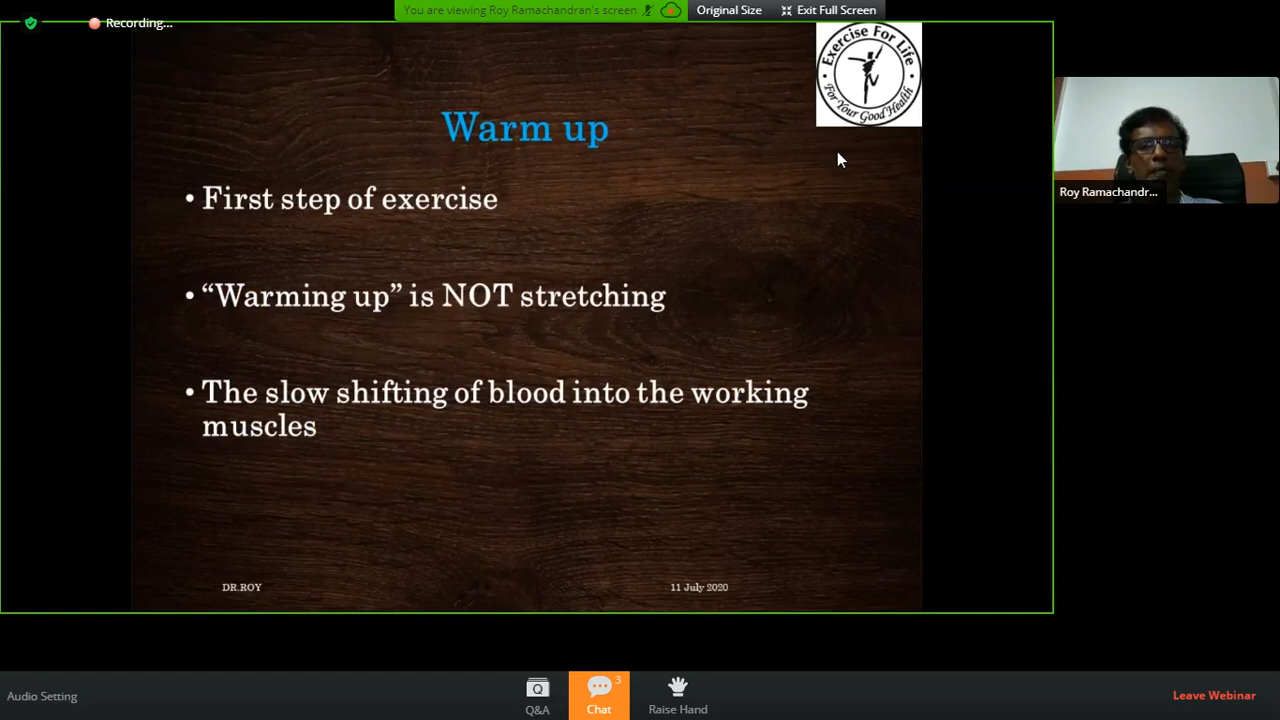 You are viewing Roy Ramachandran's screen
Original Size
Exit Full Screen
Recording...
Exercise For Life
For Your Good Health
Warm up
• First step of exercise
• “Warming up” is NOT stretching
• The slow shifting of blood into the working
muscles
DR.ROY
11 July 2020
Roy Ramachandr...
Audio Setting
Q
Q&A
3
Chat
Raise Hand
Leave Webinar